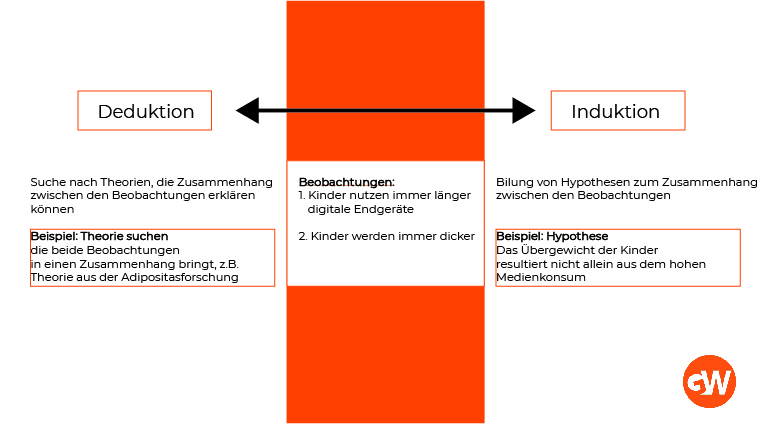 Deduktion
Induktion
Suche nach Theorien, die Zusammenhang
zwischen den Beobachtungen erklären
können
Beispiel: Theorie suchen
die beide Beobachtungen
in einen Zusammenhang bringt, z.B.
Theorie aus der Adipositasforschung
Beobachtungen:
1. Kinder nutzen immer länger
digitale Endgeräte
2. Kinder werden immer dicker
Bilung von Hypothesen zum Zusammenhang
zwischen den Beobachtungen
Beispiel: Hypothese
Das Übergewicht der Kinder
resultiert nicht allein aus dem hohen
Medienkonsum
cW